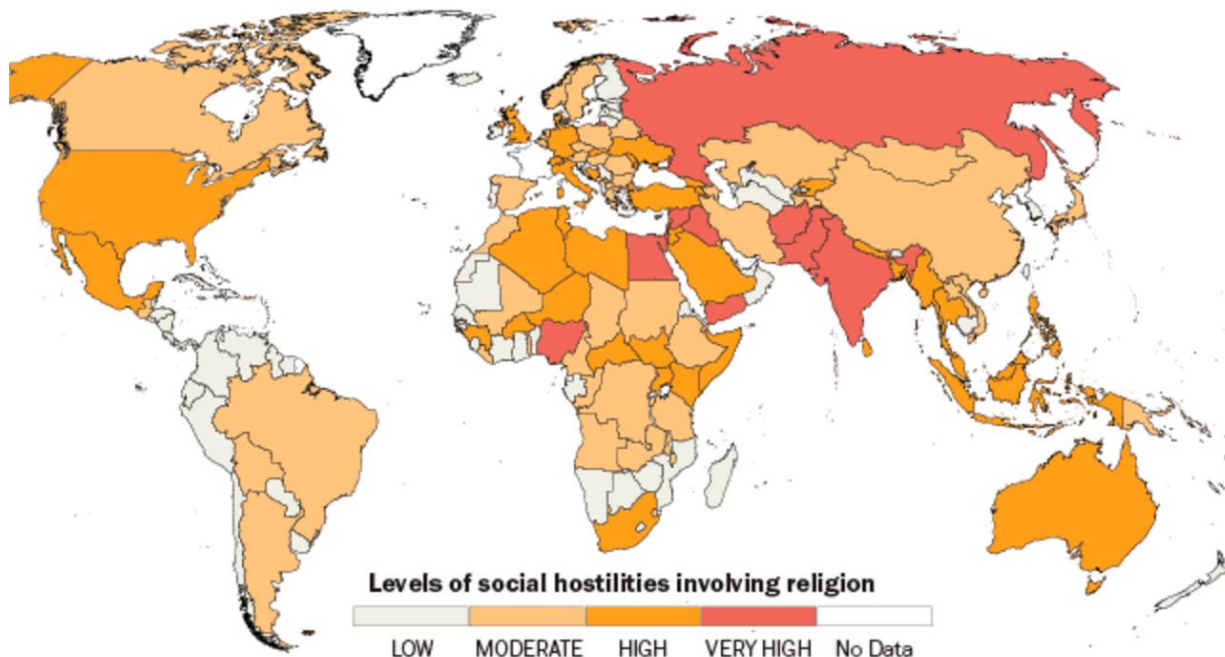 Levels of social hostilities involving religion
LOW MODERATE HIGH VERY HIGH No Data